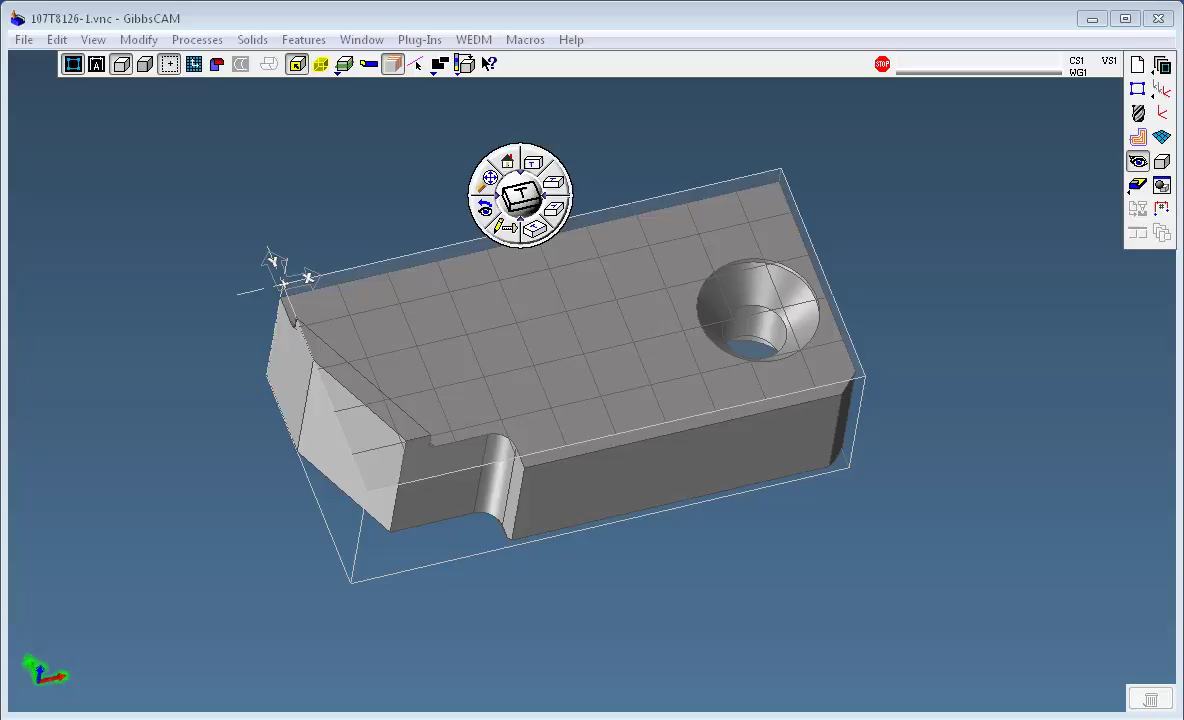 107T8126-1.vnc - GibbsCAM
File Edit View Modify Processes Solids Features Window Plug-Ins WEDM Macros Help
A STOP CS1 VS1
WG1
T
T
Y
X